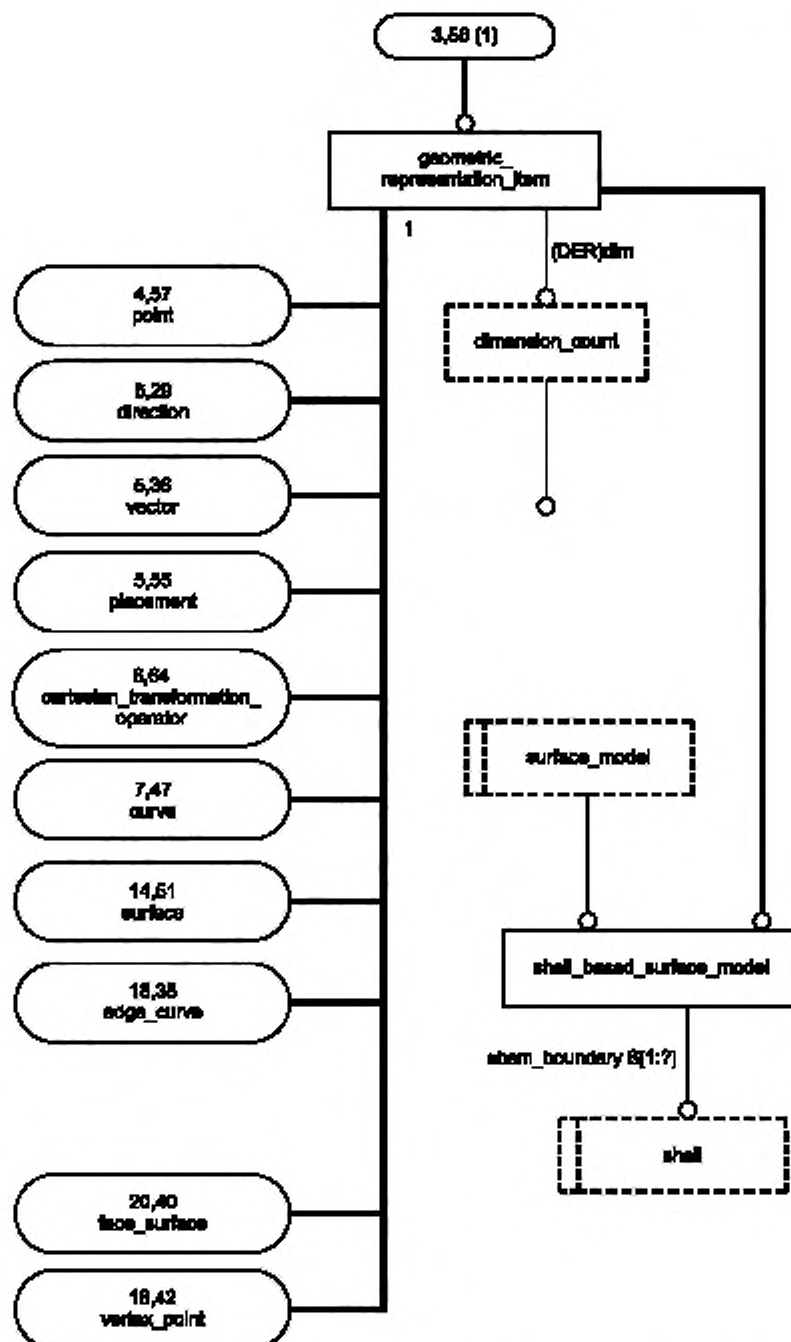 3,56 (1)
geometric_
representation_item
1
(DER)dim
4,57
point
dimension_count
5,29
direction
5,36
vector
5,55
placement
6,64
cartesian_transformation_
operator
surface_model
7,47
curve
14,51
surface
shell_based_surface_model
18,38
edge_curve
sbsm_boundary S[1:?]
shell
20,40
face_surface
18,42
vertex_point